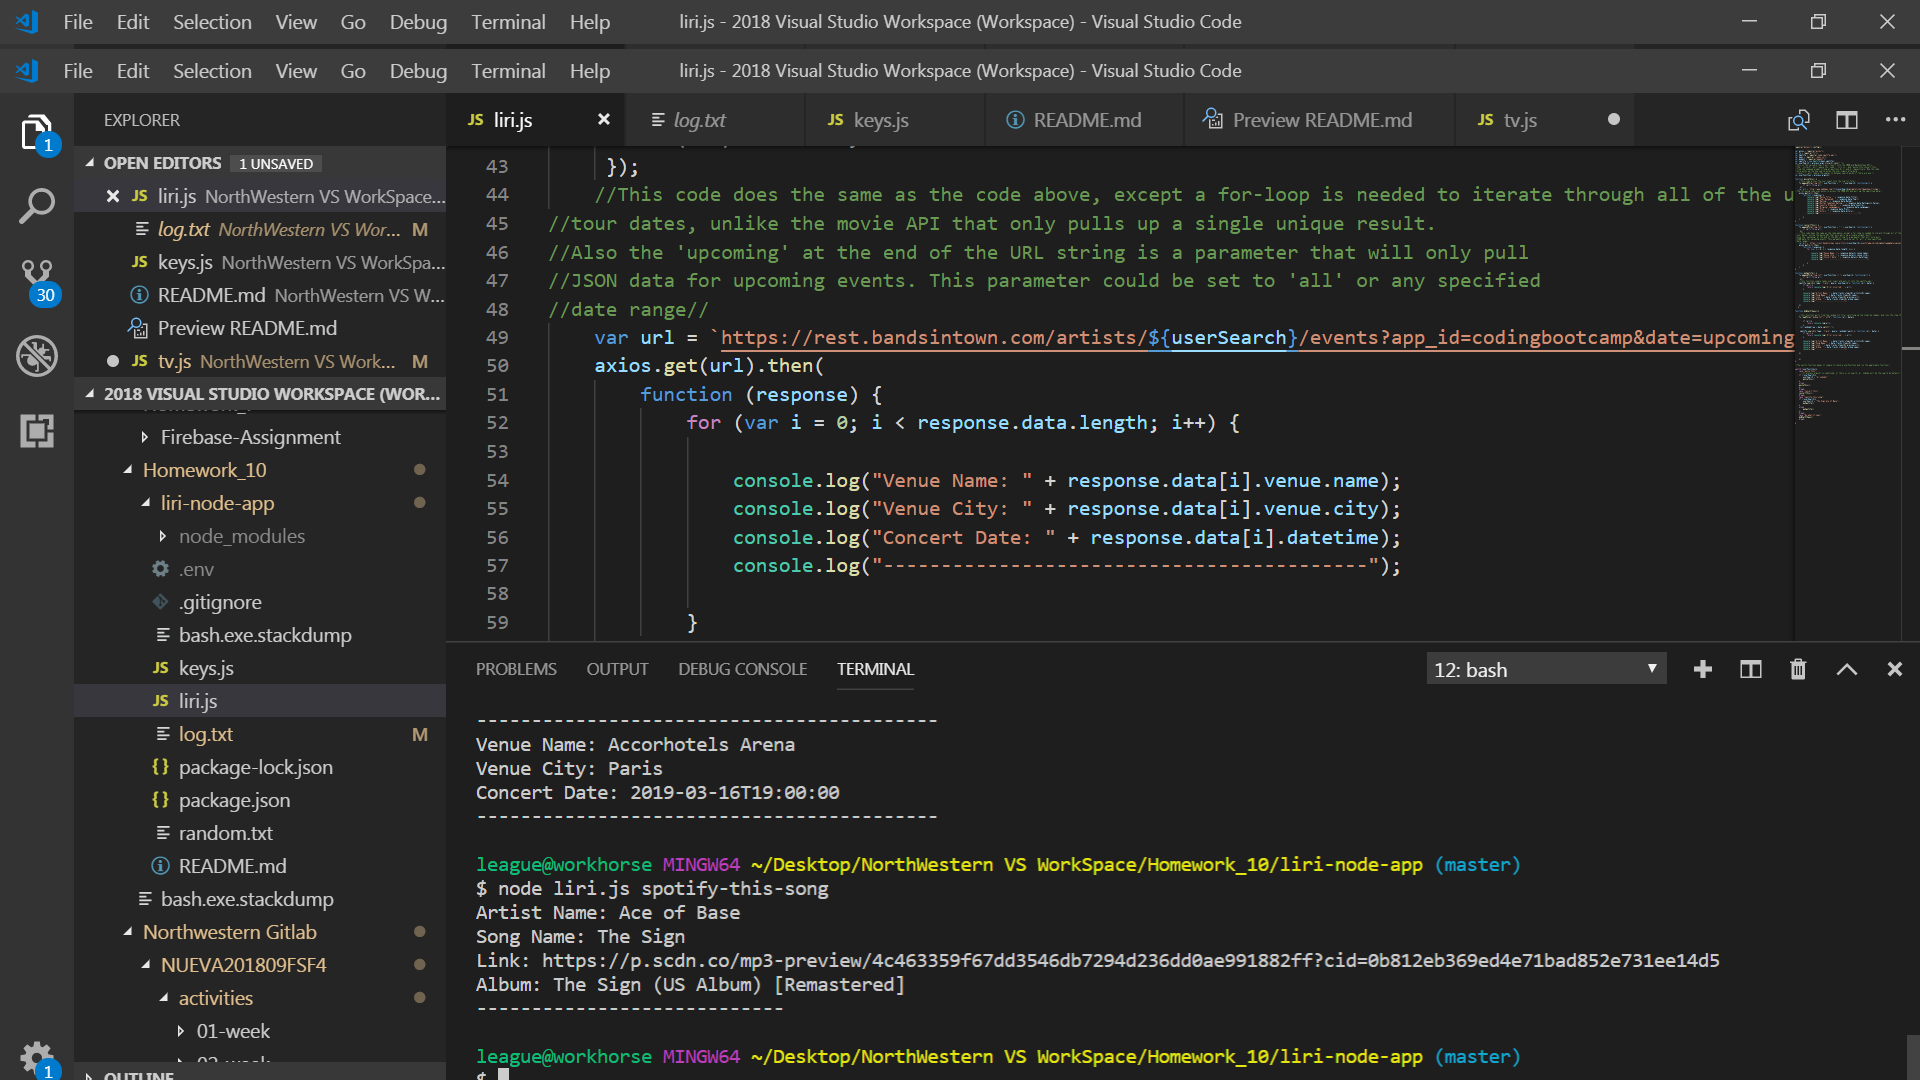 File Edit Selection View Go Debug Terminal Help liri.js - 2018 Visual Studio Workspace (Workspace) - Visual Studio Code
File Edit Selection View Go Debug Terminal Help liri.js - 2018 Visual Studio Workspace (Workspace) - Visual Studio Code
EXPLORER
1
30
OPEN EDITORS 1 UNSAVED
JS liri.js NorthWestern VS WorkSpace...
log.txt NorthWestern VS Wor... M
JS keys.js NorthWestern VS WorkSpa...
README.md NorthWestern VS W...
Preview README.md
JS tv.js NorthWestern VS Work... M
2018 VISUAL STUDIO WORKSPACE (WOR...
Firebase-Assignment
Homework_10
liri-node-app
node_modules
.env
.gitignore
bash.exe.stackdump
JS keys.js
JS liri.js
log.txt M
{} package-lock.json
{} package.json
random.txt
README.md
bash.exe.stackdump
Northwestern Gitlab
NUEVA201809FSF4
activities
01-week
OUTLINE
1
JS liri.js log.txt JS keys.js README.md Preview README.md JS tv.js
43 });
44 //This code does the same as the code above, except a for-loop is needed to iterate through all of the u
45 //tour dates, unlike the movie API that only pulls up a single unique result.
46 //Also the 'upcoming' at the end of the URL string is a parameter that will only pull
47 //JSON data for upcoming events. This parameter could be set to 'all' or any specified
48 //date range//
49 var url = `https://rest.bandsintown.com/artists/${userSearch}/events?app_id=codingbootcamp&date=upcoming
50 axios.get(url).then(
51 function (response) {
52 for (var i = 0; i < response.data.length; i++) {
53
54 console.log("Venue Name: " + response.data[i].venue.name);
55 console.log("Venue City: " + response.data[i].venue.city);
56 console.log("Concert Date: " + response.data[i].datetime);
57 console.log("------------------------------------------");
58
59 }
PROBLEMS OUTPUT DEBUG CONSOLE TERMINAL 12: bash
------------------------------------------
Venue Name: Accorhotels Arena
Venue City: Paris
Concert Date: 2019-03-16T19:00:00
------------------------------------------
league@workhorse MINGW64 ~/Desktop/NorthWestern VS WorkSpace/Homework_10/liri-node-app (master)
$ node liri.js spotify-this-song
Artist Name: Ace of Base
Song Name: The Sign
Link: https://p.scdn.co/mp3-preview/4c463359f67dd3546db7294d236dd0ae991882ff?cid=0b812eb369ed4e71bad852e731ee14d5
Album: The Sign (US Album) [Remastered]
----------------------------
league@workhorse MINGW64 ~/Desktop/NorthWestern VS WorkSpace/Homework_10/liri-node-app (master)
$